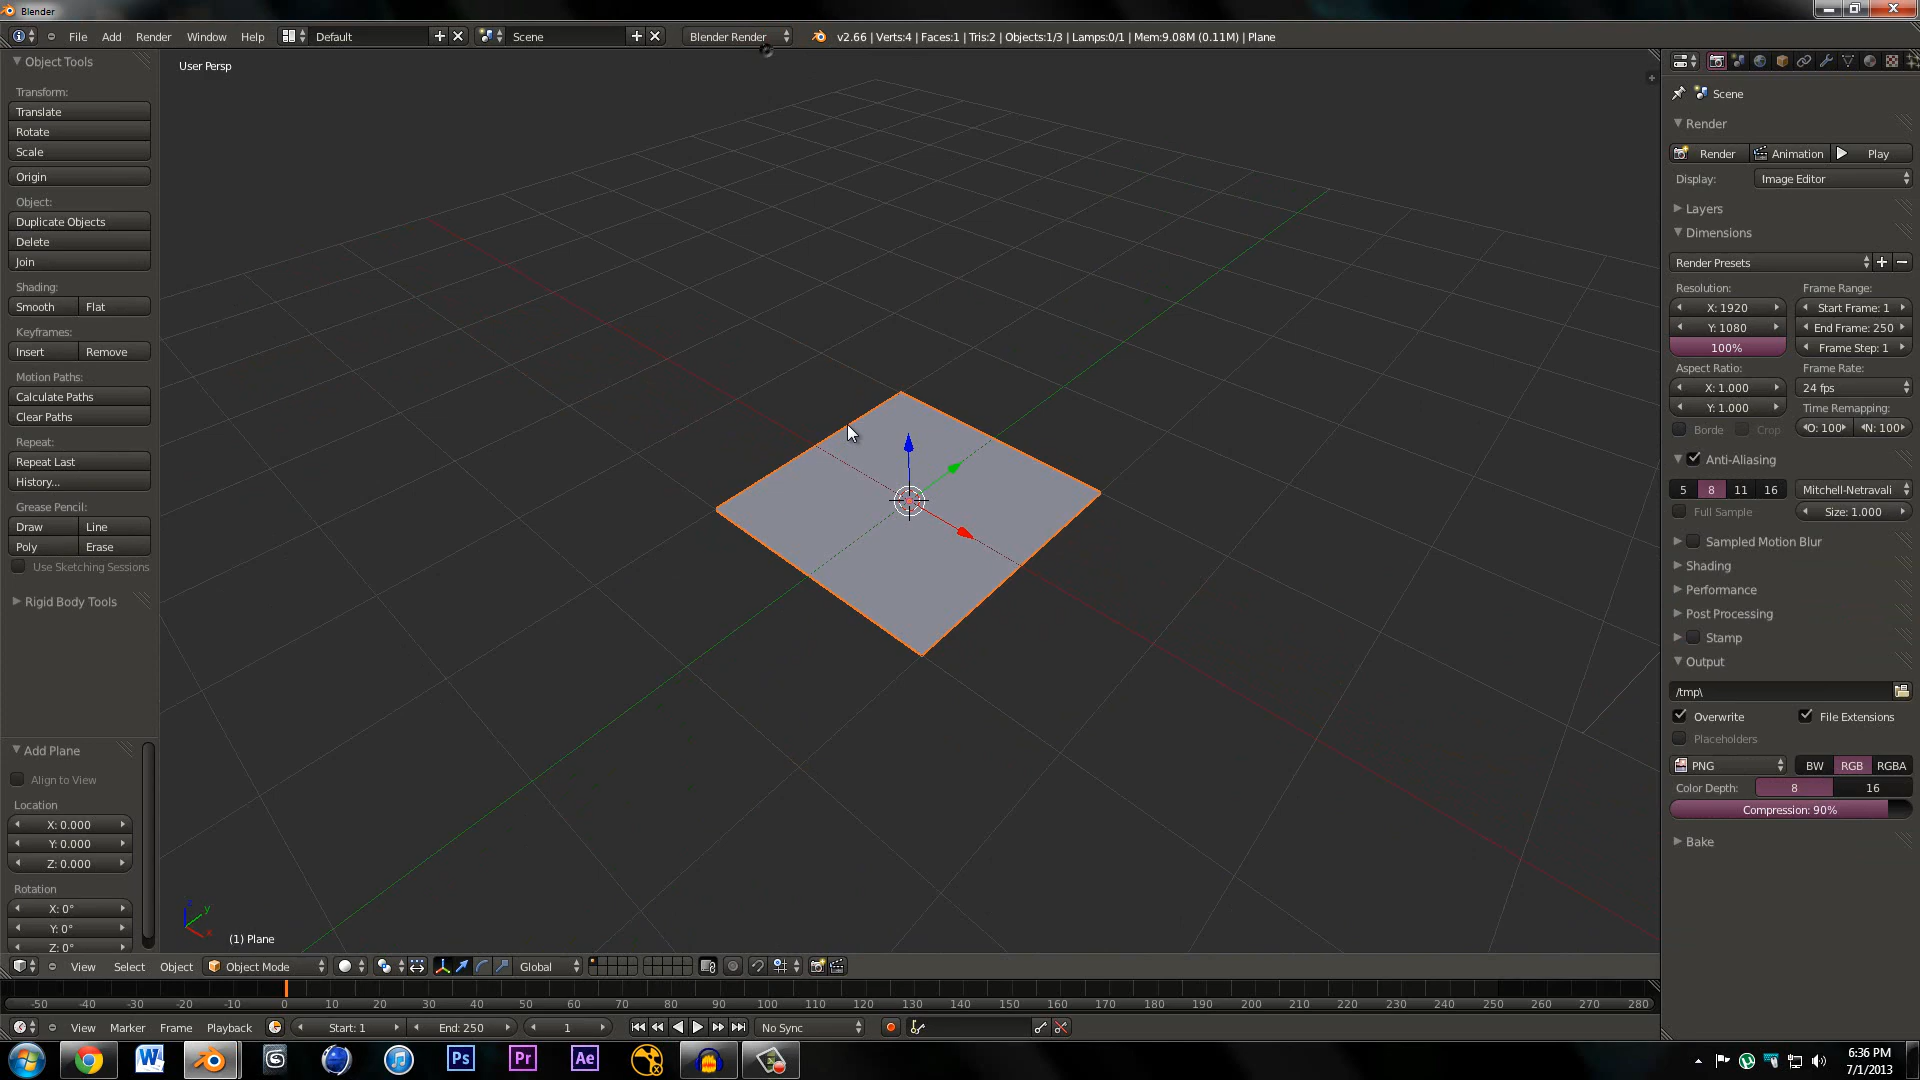 Blender
File Add Render Window Help Default Scene Blender Render v2.66 | Verts:4 | Faces:1 | Tris:2 | Objects:1/3 | Lamps:0/1 | Mem:9.08M (0.11M) | Plane
Object Tools
Transform:
Translate
Rotate
Scale
Origin
Object:
Duplicate Objects
Delete
Join
Shading:
Smooth Flat
Keyframes:
Insert Remove
Motion Paths:
Calculate Paths
Clear Paths
Repeat:
Repeat Last
History...
Grease Pencil:
Draw Line
Poly Erase
Use Sketching Sessions
Rigid Body Tools
Add Plane
Align to View
Location
X: 0.000
Y: 0.000
Z: 0.000
Rotation
X: 0°
Y: 0°
Z: 0°
User Persp
z
y
x
(1) Plane
Scene
Render
Render Animation Play
Display: Image Editor
Layers
Dimensions
Render Presets
Resolution: Frame Range:
X: 1920 Start Frame: 1
Y: 1080 End Frame: 250
100% Frame Step: 1
Aspect Ratio: Frame Rate:
X: 1.000 24 fps
Y: 1.000 Time Remapping:
Borde Crop O: 100 N: 100
Anti-Aliasing
5 8 11 16 Mitchell-Netravali
Full Sample Size: 1.000
Sampled Motion Blur
Shading
Performance
Post Processing
Stamp
Output
/tmp\
Overwrite File Extensions
Placeholders
PNG BW RGB RGBA
Color Depth: 8 16
Compression: 90%
Bake
View Select Object Object Mode Global
-50 -40 -30 -20 -10 0 10 20 30 40 50 60 70 80 90 100 110 120 130 140 150 160 170 180 190 200 210 220 230 240 250 260 270 280
View Marker Frame Playback Start: 1 End: 250 1 No Sync
W Ps Pr Ae
6:36 PM
7/1/2013